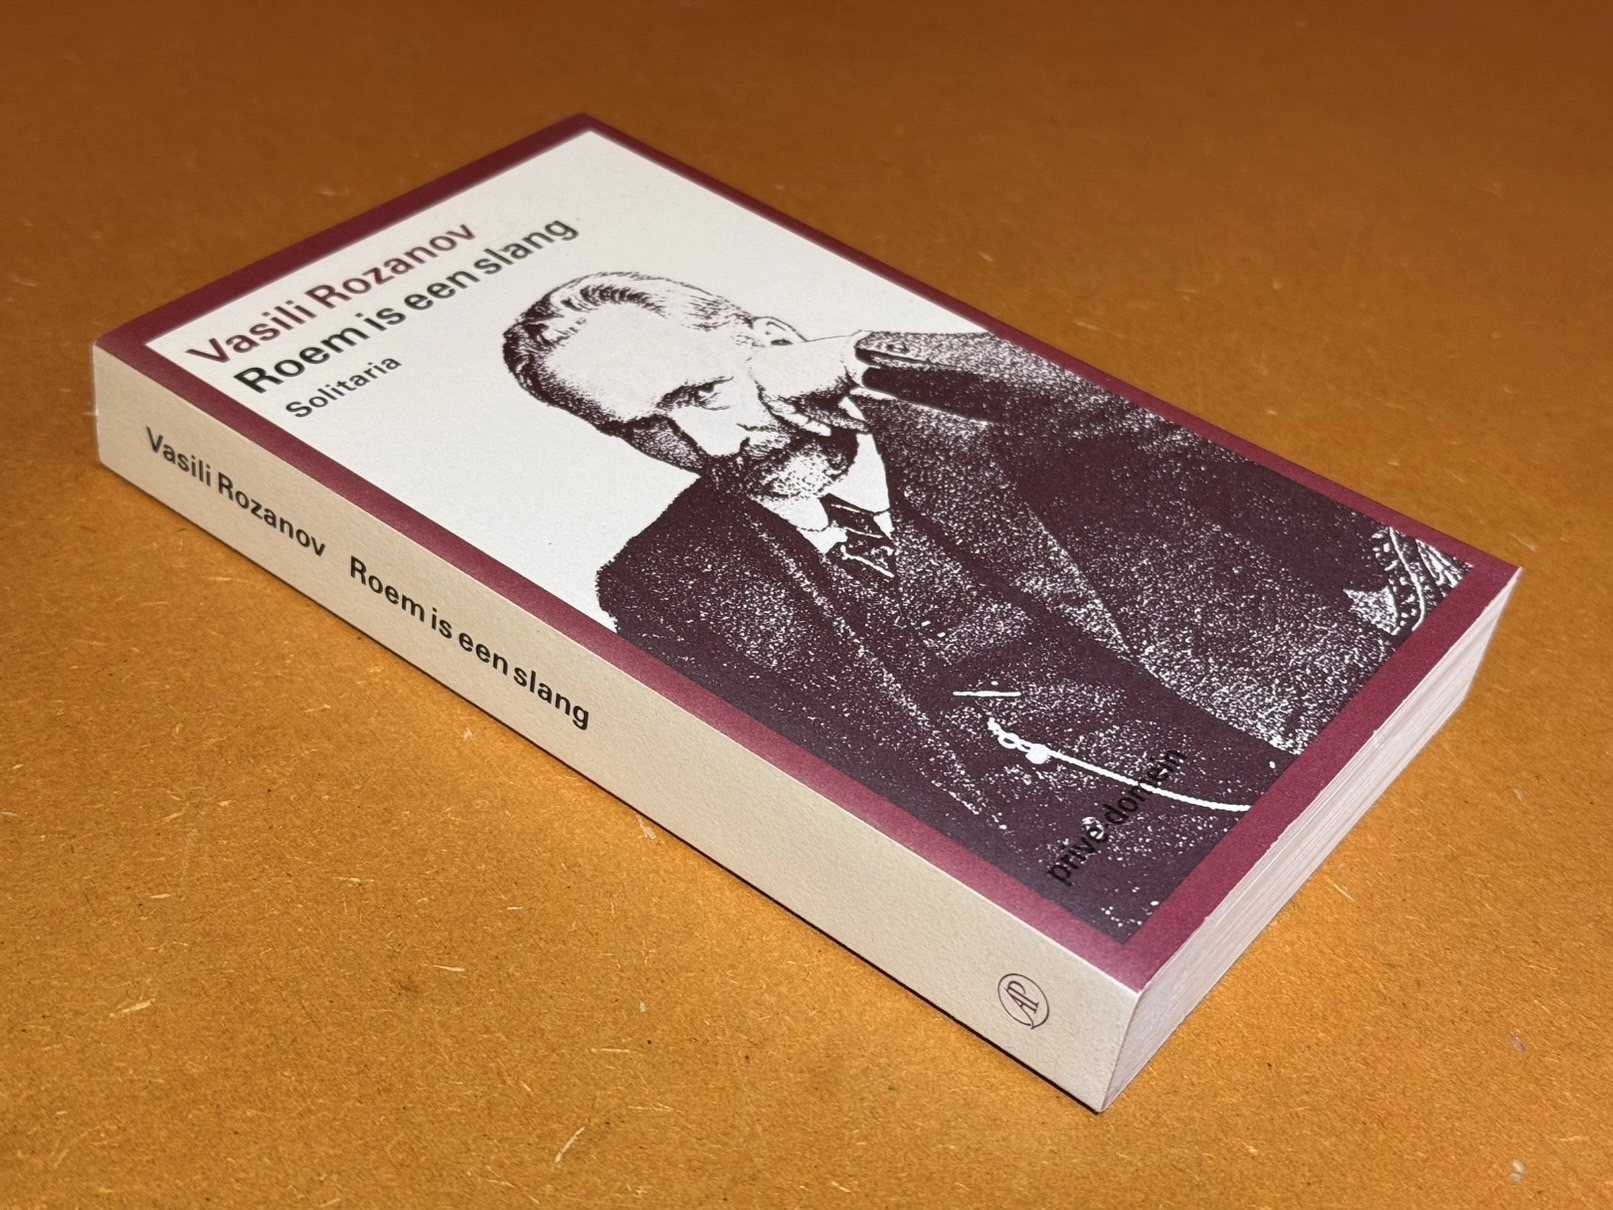 Vasili Rozanov
Roem is een slang
Solitaria
privé-domein
Vasili Rozanov Roem is een slang
AP